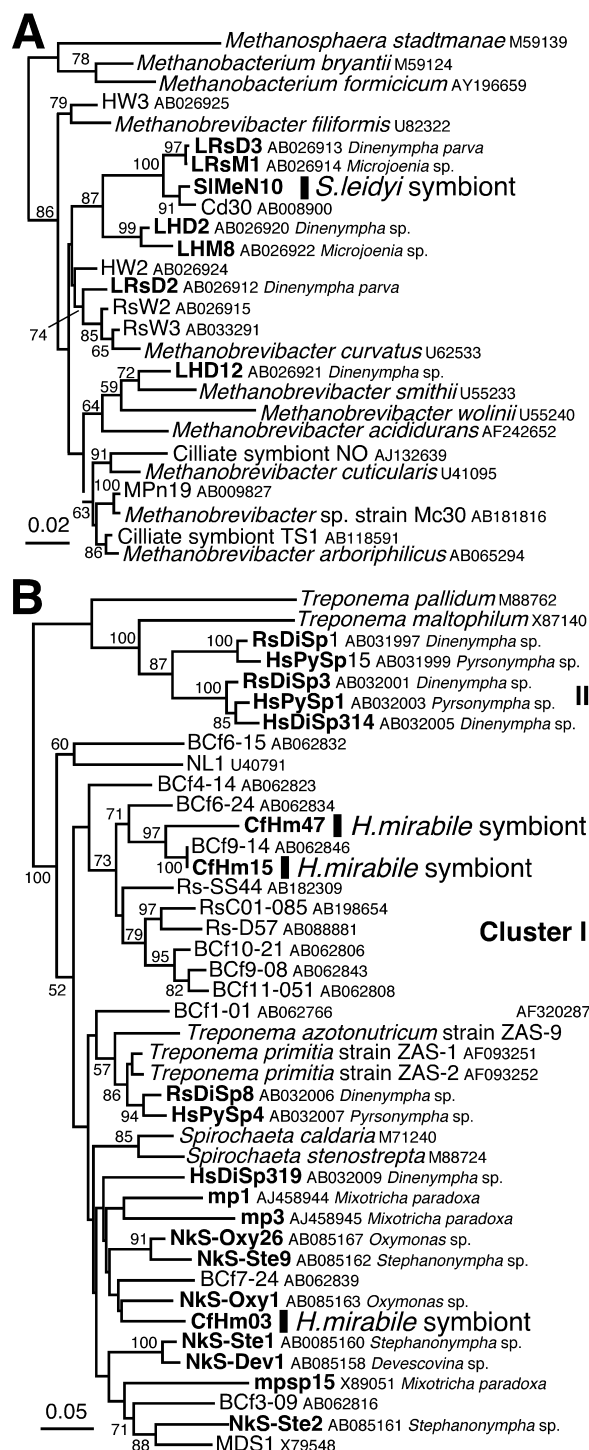 A
Methanosphaera stadtmanae M59139
78
Methanobacterium bryantii M59124
Methanobacterium formicicum AY196659
79 HW3 AB026925
Methanobrevibacter filiformis U82322
97 LRsD3 AB026913 Dinenympha parva
100 LRsM1 AB026914 Microjoenia sp.
SlMeN10 S.leidyi symbiont
87
91 Cd30 AB008900
86
99 LHD2 AB026920 Dinenympha sp.
LHM8 AB026922 Microjoenia sp.
HW2 AB026924
LRsD2 AB026912 Dinenympha parva
RsW2 AB026915
74 85 RsW3 AB033291
65 Methanobrevibacter curvatus U62533
72 LHD12 AB026921 Dinenympha sp.
59 Methanobrevibacter smithii U55233
64 Methanobrevibacter wolinii U55240
Methanobrevibacter acididurans AF242652
91 Cilliate symbiont NO AJ132639
Methanobrevibacter cuticularis U41095
100 MPn19 AB009827
63 Methanobrevibacter sp. strain Mc30 AB181816
0.02
Cilliate symbiont TS1 AB118591
86 Methanobrevibacter arboriphilicus AB065294
B
Treponema pallidum M88762
Treponema maltophilum X87140
100 100 RsDiSp1 AB031997 Dinenympha sp.
HsPySp15 AB031999 Pyrsonympha sp.
87
100 RsDiSp3 AB032001 Dinenympha sp.
HsPySp1 AB032003 Pyrsonympha sp. II
85 HsDiSp314 AB032005 Dinenympha sp.
60 BCf6-15 AB062832
NL1 U40791
BCf4-14 AB062823
71 BCf6-24 AB062834
97 CfHm47 H.mirabile symbiont
BCf9-14 AB062846
73
100 CfHm15 H.mirabile symbiont
100
Rs-SS44 AB182309
97 RsC01-085 AB198654
79 Rs-D57 AB088881
Cluster I
95 BCf10-21 AB062806
BCf9-08 AB062843
52 82 BCf11-051 AB062808
BCf1-01 AB062766 AF320287
Treponema azotonutricum strain ZAS-9
57 Treponema primitia strain ZAS-1 AF093251
Treponema primitia strain ZAS-2 AF093252
86 RsDiSp8 AB032006 Dinenympha sp.
94 HsPySp4 AB032007 Pyrsonympha sp.
85 Spirochaeta caldaria M71240
Spirochaeta stenostrepta M88724
HsDiSp319 AB032009 Dinenympha sp.
mp1 AJ458944 Mixotricha paradoxa
mp3 AJ458945 Mixotricha paradoxa
91 NkS-Oxy26 AB085167 Oxymonas sp.
NkS-Ste9 AB085162 Stephanonympha sp.
BCf7-24 AB062839
NkS-Oxy1 AB085163 Oxymonas sp.
CfHm03 H.mirabile symbiont
100 NkS-Ste1 AB0085160 Stephanonympha sp.
NkS-Dev1 AB085158 Devescovina sp.
mpsp15 X89051 Mixotricha paradoxa
0.05
BCf3-09 AB062816
71 NkS-Ste2 AB085161 Stephanonympha sp.
88 MDS1 X79548